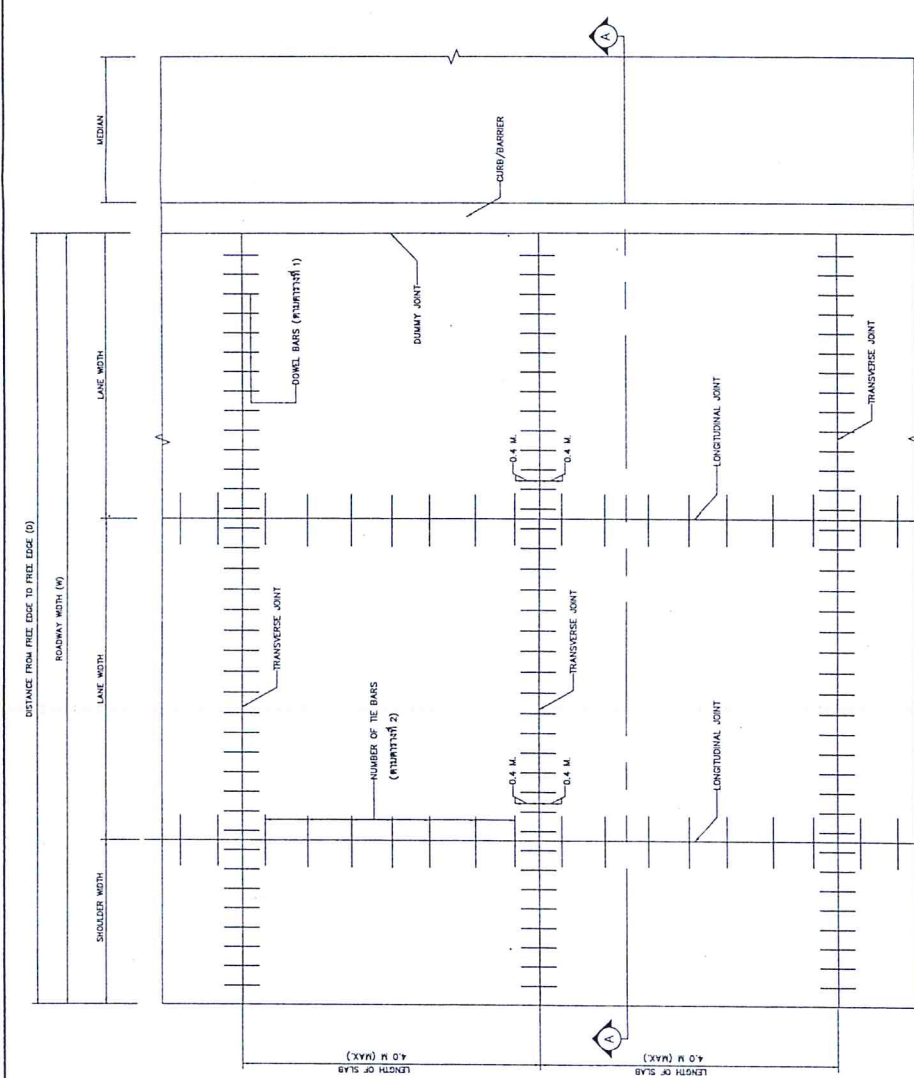 DISTANCE FROM FREE EDGE TO FREE EDGE (D)
ROADWAY WIDTH (W)
SHOULDER WIDTH
LANE WIDTH
LANE WIDTH
MEDIAN
A
CURB/BARRIER
DOWEL BARS (ตามตารางที่ 1)
DUMMY JOINT
TRANSVERSE JOINT
NUMBER OF TIE BARS
(ตามตารางที่ 2)
0.4 M.
0.4 M.
0.4 M.
0.4 M.
TRANSVERSE JOINT
LONGITUDINAL JOINT
LONGITUDINAL JOINT
TRANSVERSE JOINT
LENGTH OF SLAB
4.0 M (MAX.)
LENGTH OF SLAB
4.0 M (MAX.)
A